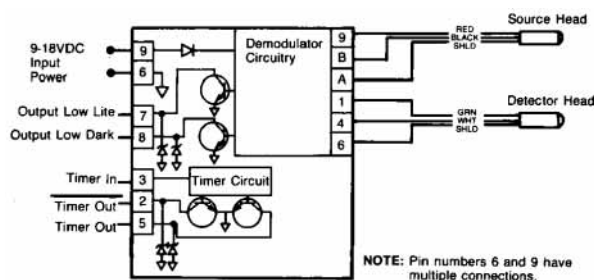 9-18VDC
Input
Power
9
6
Demodulator
Circuitry
9
B
A
1
4
6
RED
BLACK
SHLD
Source Head
GRN
WHT
SHLD
Detector Head
Output Low Lite
7
Output Low Dark
8
Timer In
3
Timer Circuit
Timer Out
2
Timer Out
5
NOTE: Pin numbers 6 and 9 have
multiple connections.